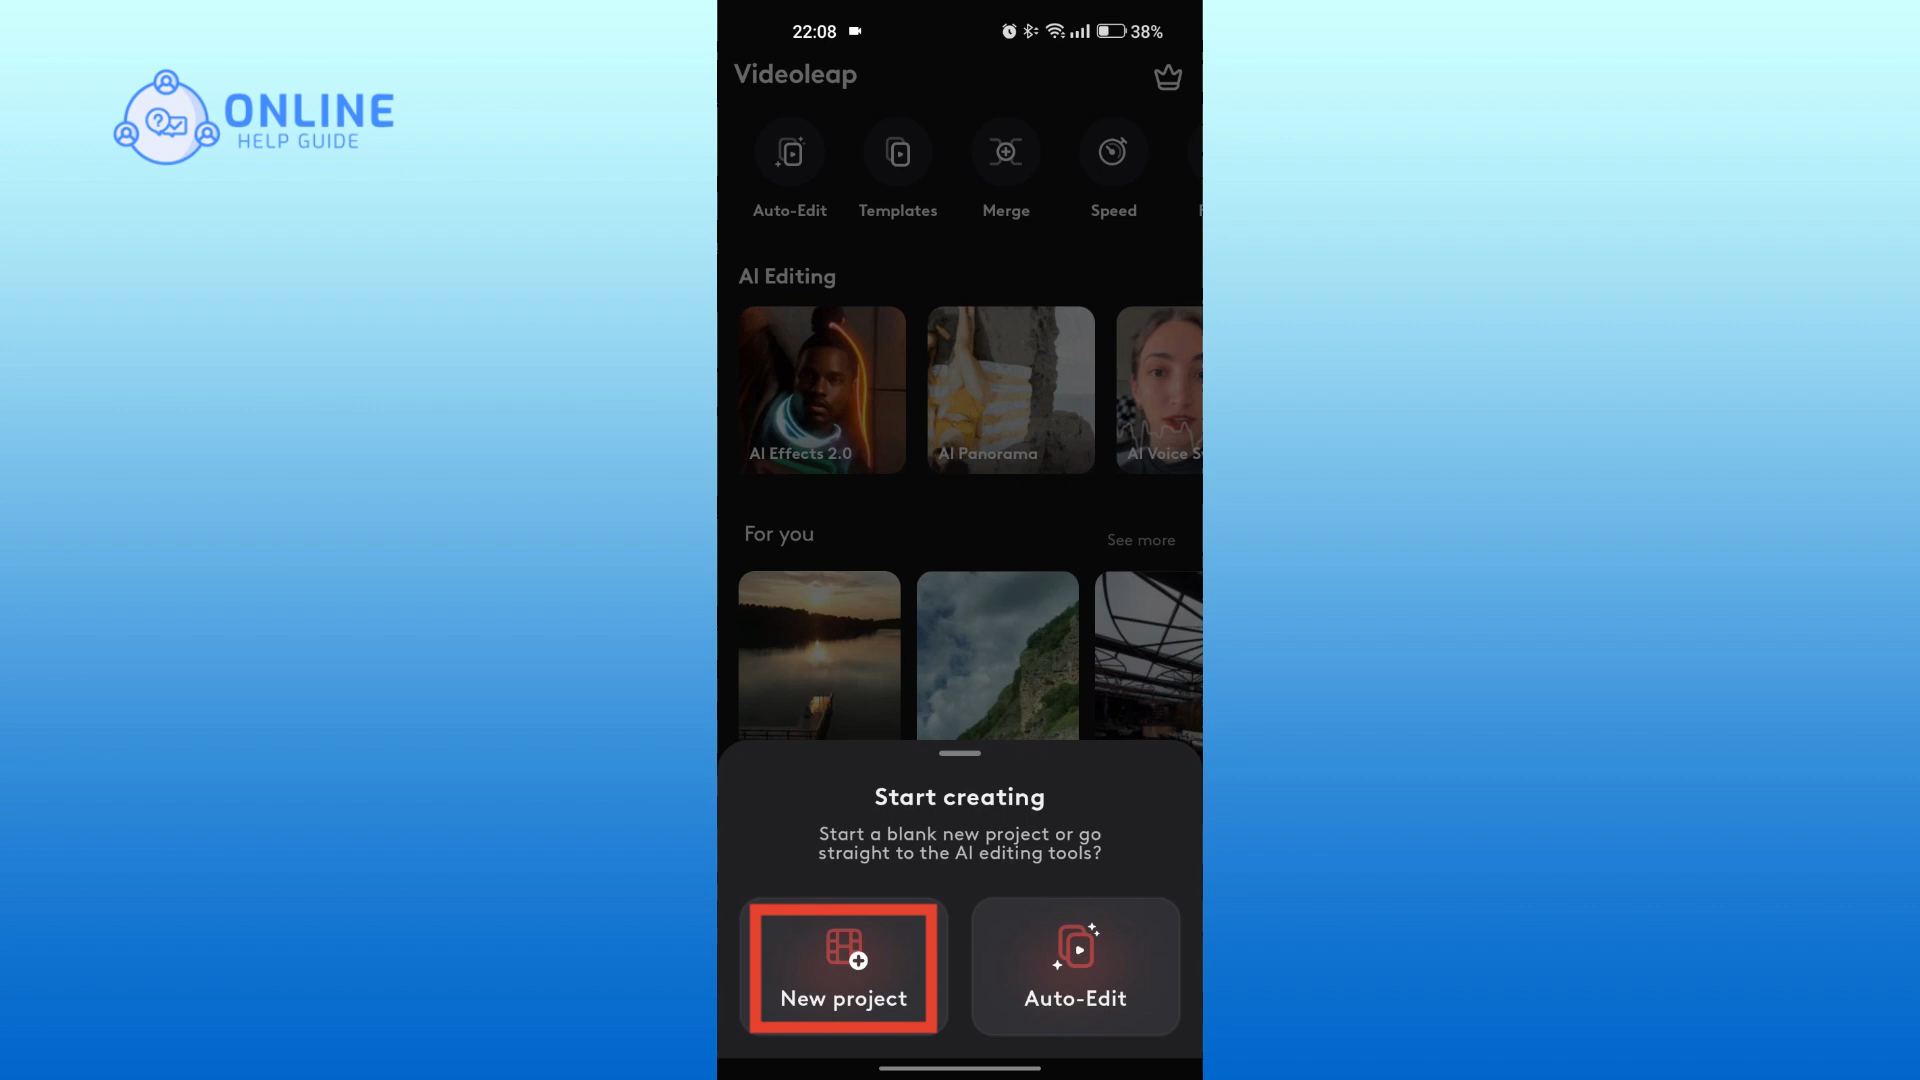 22:08
38%
ONLINE
HELP GUIDE
Videoleap
Auto-Edit
Templates
Merge
Speed
AI Editing
AI Effects 2.0
AI Panorama
AI Voice S
For you
See more
Start creating
Start a blank new project or go
straight to the AI editing tools?
New project
Auto-Edit